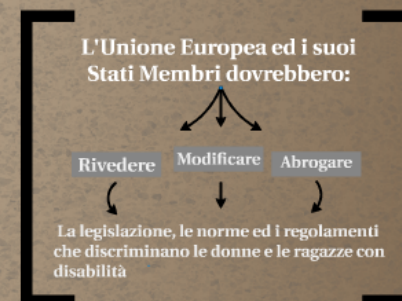 L'Unione Europea ed i suoi
Stati Membri dovrebbero:
Rivedere Modificare Abrogare
La legislazione, le norme ed i regolamenti
che discriminano le donne e le ragazze con
disabilità